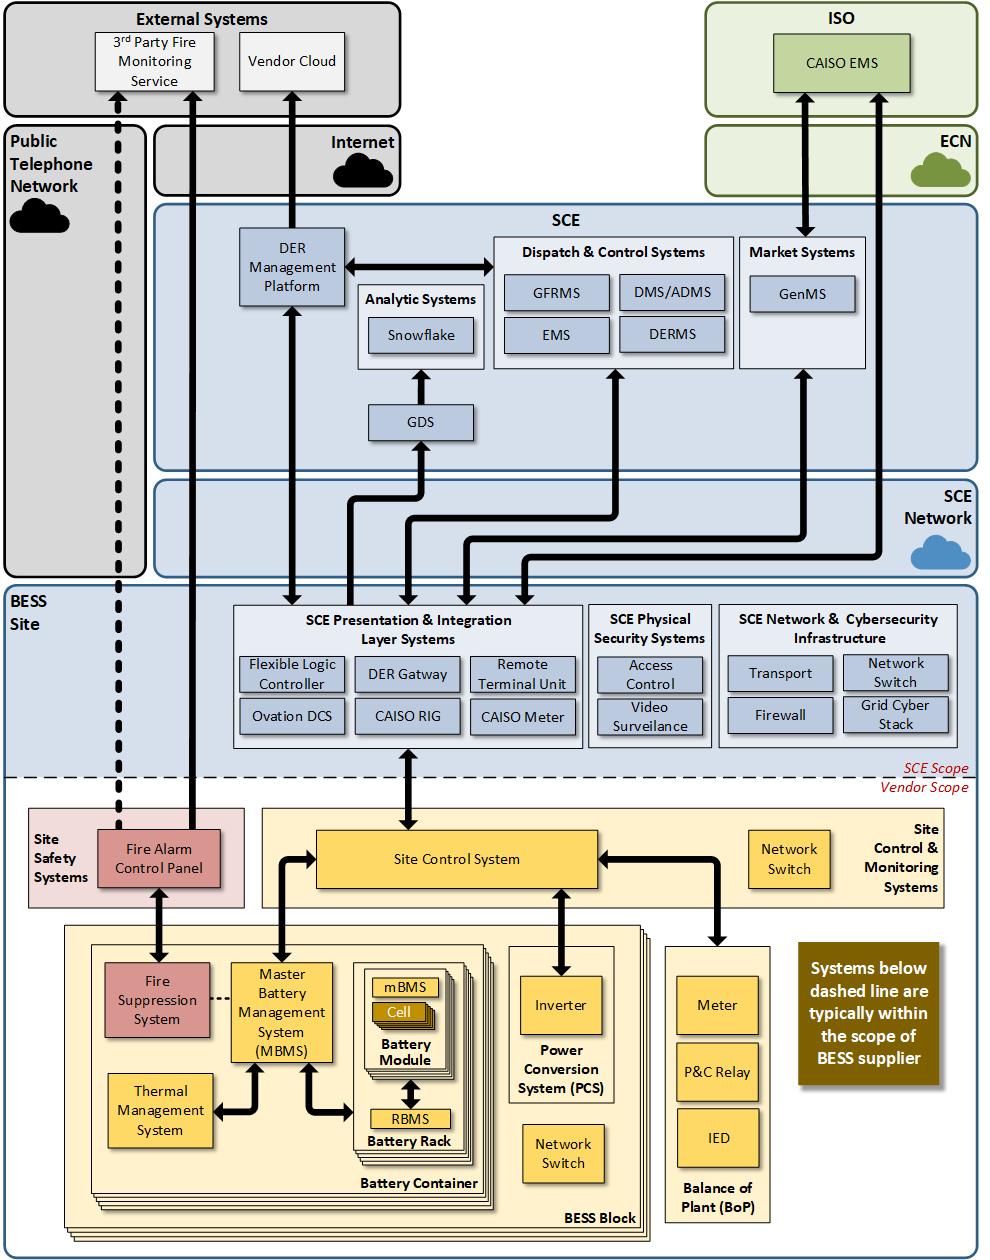 External Systems
3rd Party Fire
Monitoring
Service
Vendor Cloud
ISO
CAISO EMS
Public
Telephone
Network
Internet
ECN
SCE
DER
Management
Platform
Analytic Systems
Snowflake
GDS
Dispatch & Control Systems
GFRMS
DMS/ADMS
EMS
DERMS
Market Systems
GenMS
SCE
Network
BESS
Site
SCE Presentation & Integration
Layer Systems
Flexible Logic
Controller
DER Gatway
Remote
Terminal Unit
Ovation DCS
CAISO RIG
CAISO Meter
SCE Physical
Security Systems
Access
Control
Video
Surveilance
SCE Network & Cybersecurity
Infrastructure
Transport
Network
Switch
Firewall
Grid Cyber
Stack
SCE Scope
Vendor Scope
Site
Safety
Systems
Fire Alarm
Control Panel
Site Control System
Network
Switch
Site
Control &
Monitoring
Systems
Fire
Suppression
System
Master
Battery
Management
System
(MBMS)
Thermal
Management
System
mBMS
Cell
Battery
Module
RBMS
Battery Rack
Battery Container
Inverter
Power
Conversion
System (PCS)
Network
Switch
BESS Block
Meter
P&C Relay
IED
Balance of
Plant (BoP)
Systems below
dashed line are
typically within
the scope of
BESS supplier